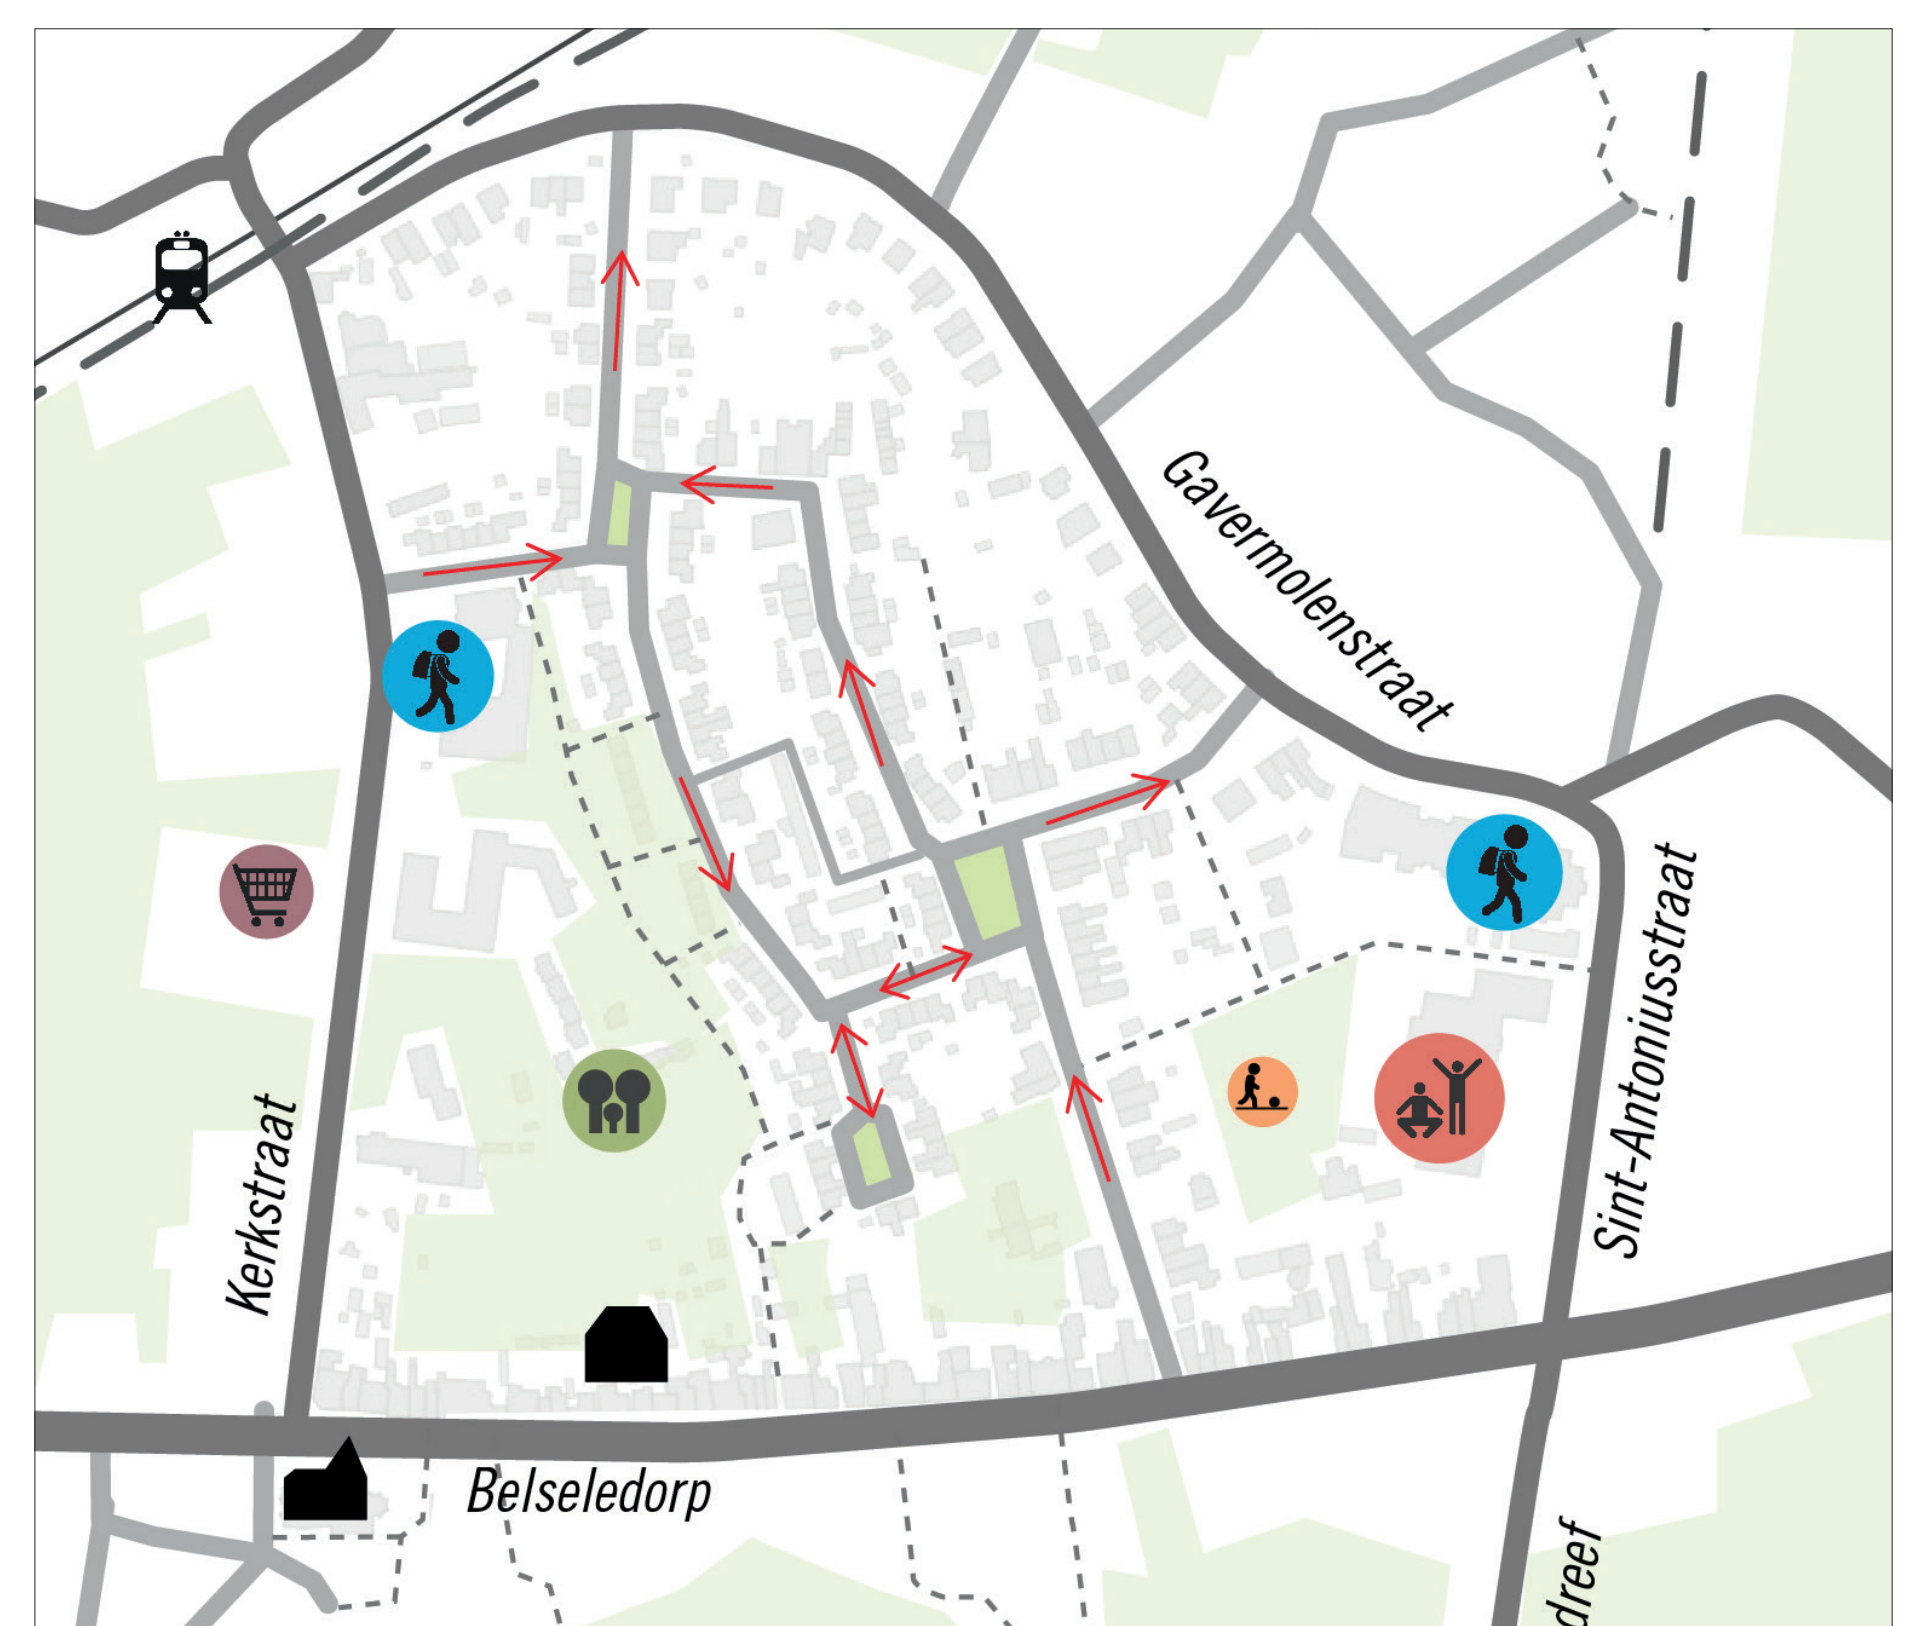 Gavermolenstraat
Sint-Antoniusstraat
Kerkstraat
Belseledorp
dreef